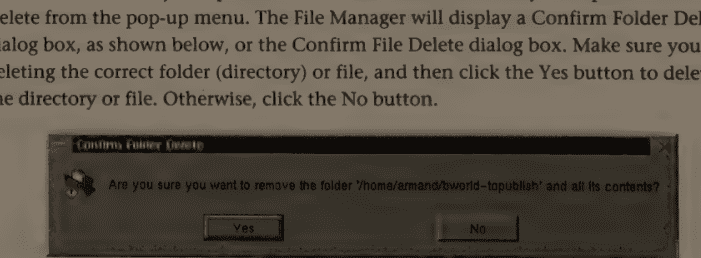 elete from the pop-up menu. The File Manager will display a Confirm Folder Del
ialog box, as shown below, or the Confirm File Delete dialog box. Make sure you
eleting the correct folder (directory) or file, and then click the Yes button to dele
he directory or file. Otherwise, click the No button.
Confirm Folder Delete
Are you sure you want to remove the folder '/home/armand/bworld-topublish' and all its contents?
Yes No